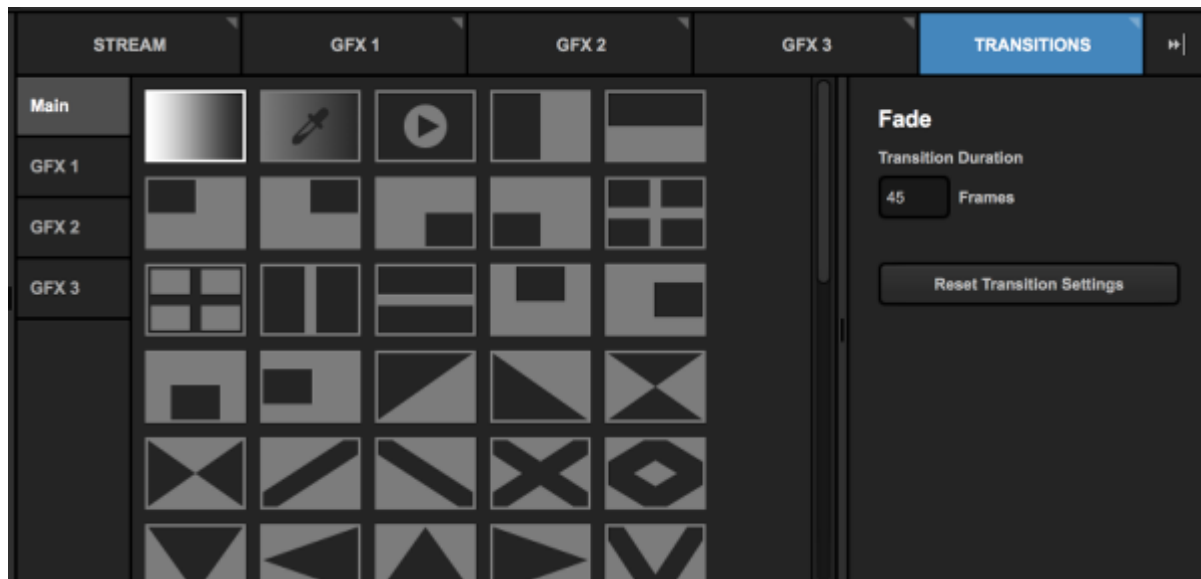 STREAM
GFX 1
GFX 2
GFX 3
TRANSITIONS
Main
GFX 1
GFX 2
GFX 3
Fade
Transition Duration
45 Frames
Reset Transition Settings